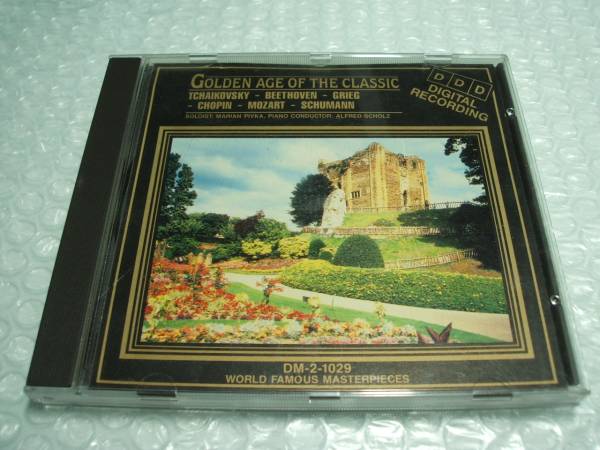 GOLDEN AGE OF THE CLASSIC
TCHAIKOVSKY - BEETHOVEN - GRIEG
- CHOPIN - MOZART - SCHUMANN
SOLOIST: MARIAN PIVKA, PIANO CONDUCTOR: ALFRED SCHOLZ
D D D
DIGITAL
RECORDING
DM-2-1029
WORLD FAMOUS MASTERPIECES